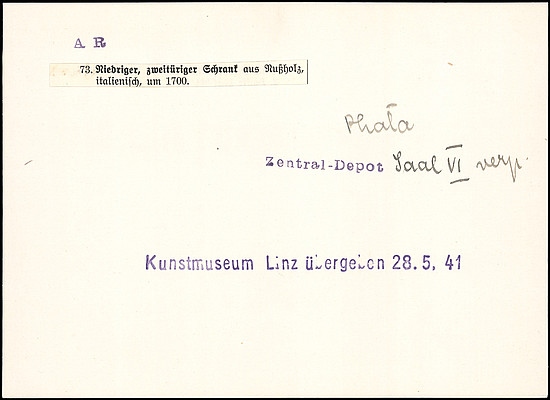 A R
73. Niedriger, zweitüriger Schrank aus Nußholz,
italienisch, um 1700.
Zentral-Depot Saal VI verp.
Kunstmuseum Linz übergeben 28. 5. 41